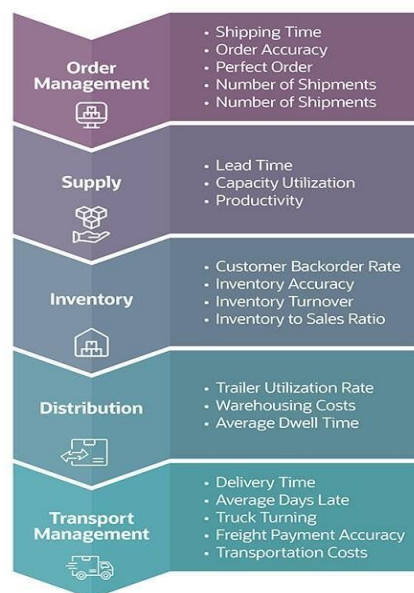 Order
Management
• Shipping Time
• Order Accuracy
• Perfect Order
• Number of Shipments
• Number of Shipments
Supply
• Lead Time
• Capacity Utilization
• Productivity
Inventory
• Customer Backorder Rate
• Inventory Accuracy
• Inventory Turnover
• Inventory to Sales Ratio
Distribution
• Trailer Utilization Rate
• Warehousing Costs
• Average Dwell Time
Transport
Management
• Delivery Time
• Average Days Late
• Truck Turning
• Freight Payment Accuracy
• Transportation Costs